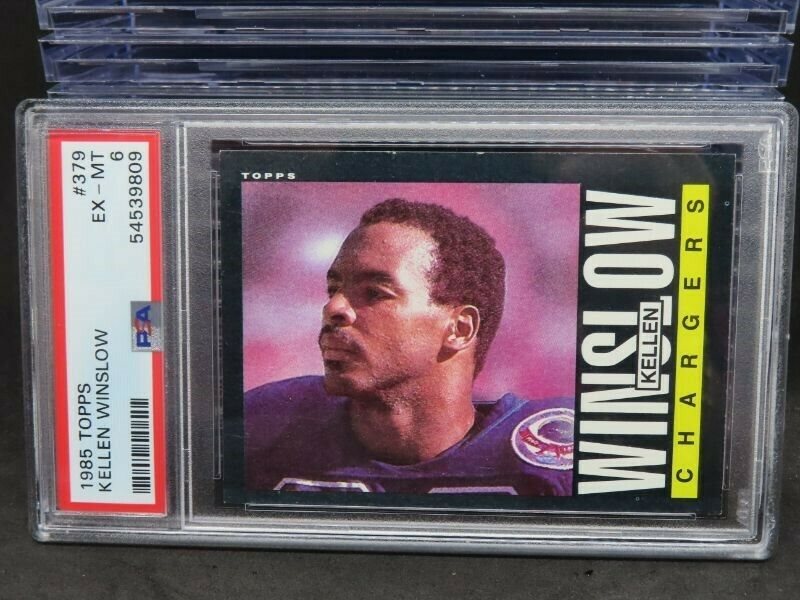 1985 TOPPS
KELLEN WINSLOW
#379
EX - MT
6
54539809
PSA
TOPPS
WINSLOW
KELLEN
CHARGERS